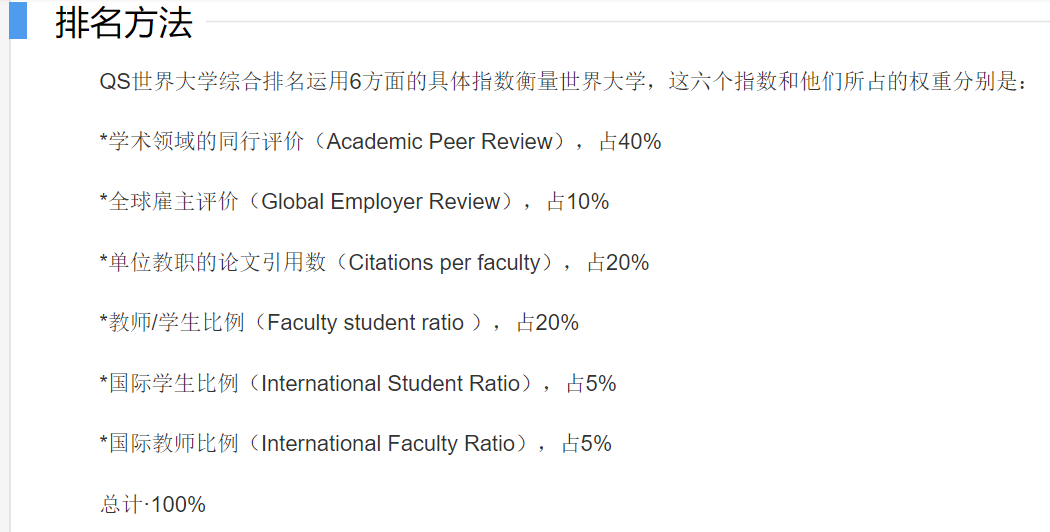 排名方法
QS世界大学综合排名运用6方面的具体指数衡量世界大学，这六个指数和他们所占的权重分别是：
*学术领域的同行评价（Academic Peer Review），占40%
*全球雇主评价（Global Employer Review），占10%
*单位教职的论文引用数（Citations per faculty），占20%
*教师/学生比例（Faculty student ratio ），占20%
*国际学生比例（International Student Ratio），占5%
*国际教师比例（International Faculty Ratio），占5%
总计·100%